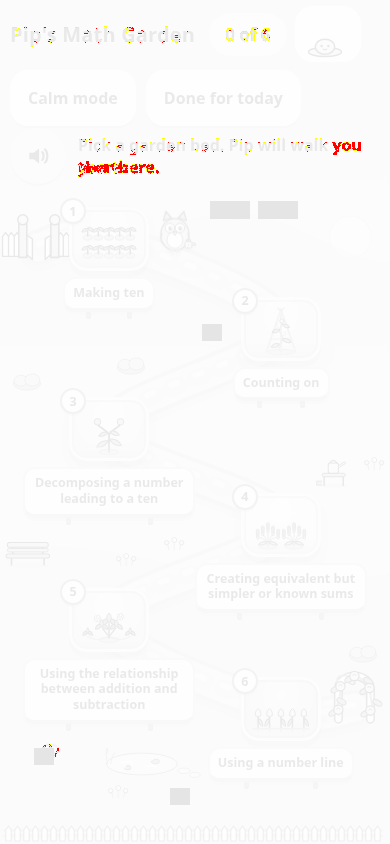 Pip's Math Garden
0 of 6
Calm mode
Done for today
Pick a garden bed. Pip will walk you
there.
1
Making ten
2
Counting on
3
Decomposing a number
leading to a ten
4
Creating equivalent but
simpler or known sums
5
Using the relationship
between addition and
subtraction
6
Using a number line